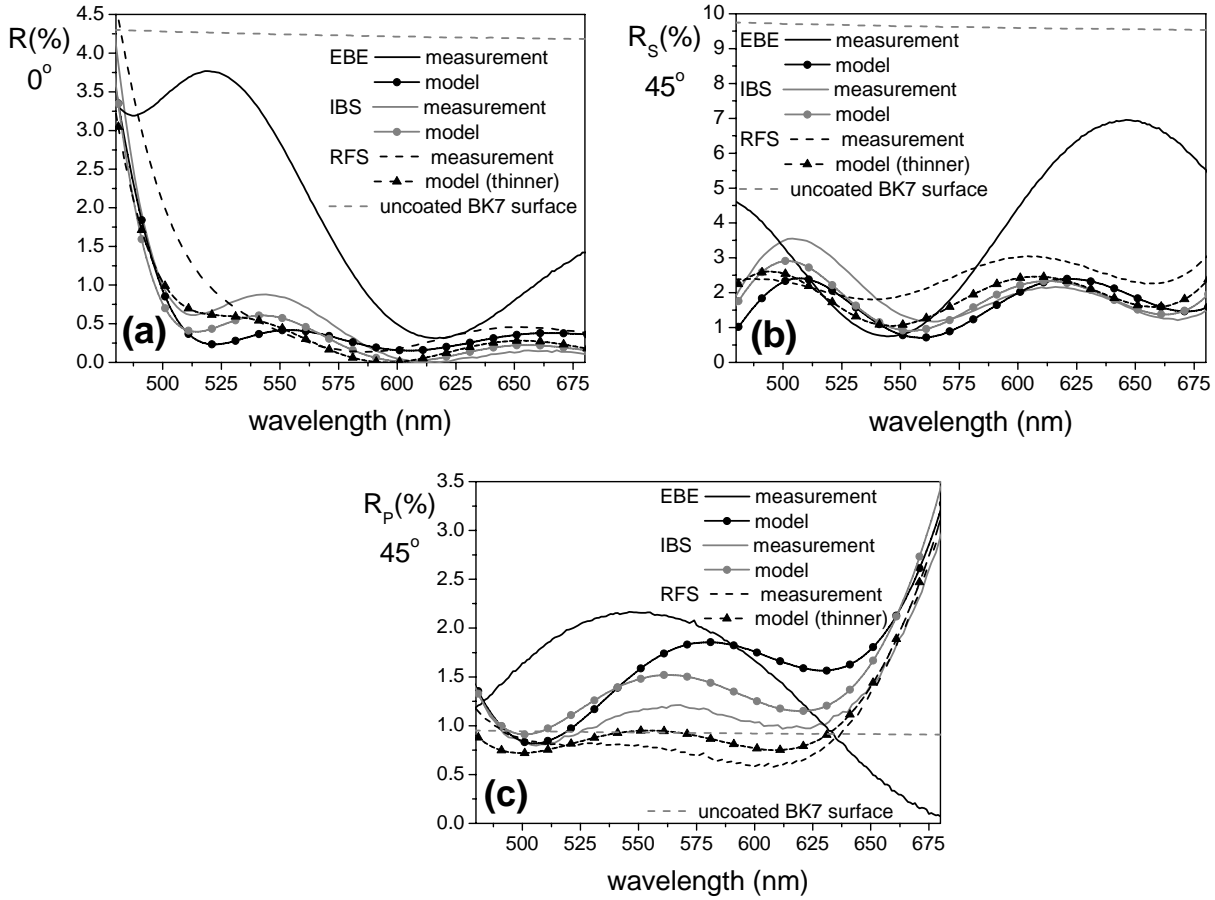 R(%)
0°
4.5
4.0
3.5
3.0
2.5
2.0
1.5
1.0
0.5
0.0
EBE measurement
model
IBS measurement
model
RFS measurement
model (thinner)
uncoated BK7 surface
(a)
500 525 550 575 600 625 650 675
wavelength (nm)
R_S(%)
45°
10
9
8
7
6
5
4
3
2
1
0
EBE measurement
model
IBS measurement
model
RFS measurement
model (thinner)
uncoated BK7 surface
(b)
500 525 550 575 600 625 650 675
wavelength (nm)
R_P(%)
45°
3.5
3.0
2.5
2.0
1.5
1.0
0.5
0.0
EBE measurement
model
IBS measurement
model
RFS measurement
model (thinner)
(c)
uncoated BK7 surface
500 525 550 575 600 625 650 675
wavelength (nm)